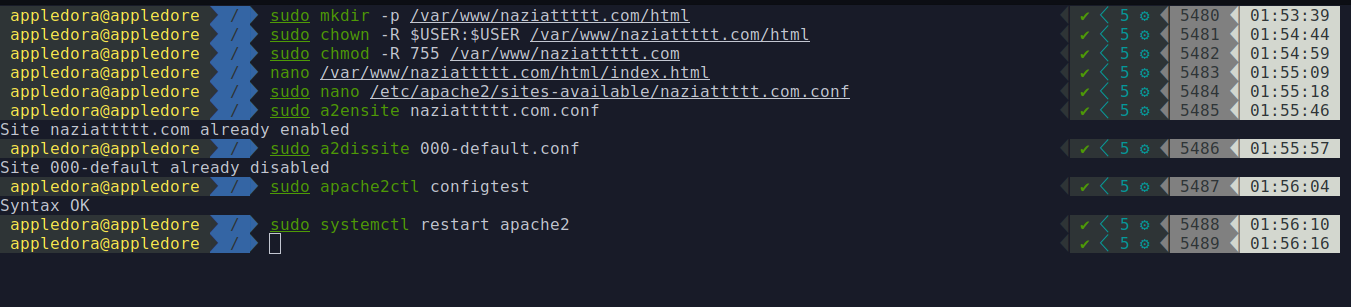 appledora@appledore / sudo mkdir -p /var/www/naziattttt.com/html ✔ 5 ⚙ 5480 01:53:39
appledora@appledore / sudo chown -R $USER:$USER /var/www/naziattttt.com/html ✔ 5 ⚙ 5481 01:54:44
appledora@appledore / sudo chmod -R 755 /var/www/naziattttt.com ✔ 5 ⚙ 5482 01:54:59
appledora@appledore / nano /var/www/naziattttt.com/html/index.html ✔ 5 ⚙ 5483 01:55:09
appledora@appledore / sudo nano /etc/apache2/sites-available/naziattttt.com.conf ✔ 5 ⚙ 5484 01:55:18
appledora@appledore / sudo a2ensite naziattttt.com.conf ✔ 5 ⚙ 5485 01:55:46
Site naziattttt.com already enabled
appledora@appledore / sudo a2dissite 000-default.conf ✔ 5 ⚙ 5486 01:55:57
Site 000-default already disabled
appledora@appledore / sudo apache2ctl configtest ✔ 5 ⚙ 5487 01:56:04
Syntax OK
appledora@appledore / sudo systemctl restart apache2 ✔ 5 ⚙ 5488 01:56:10
appledora@appledore / ✔ 5 ⚙ 5489 01:56:16